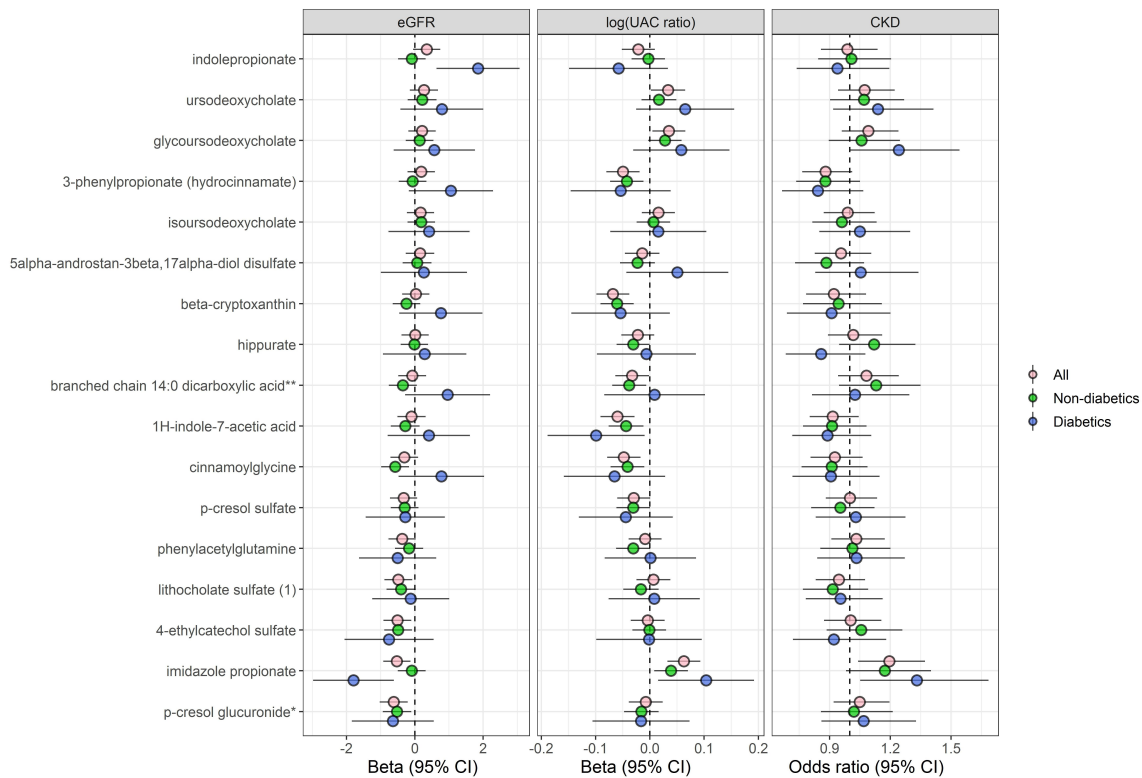 eGFR log(UAC ratio) CKD
indolepropionate
ursodeoxycholate
glycoursodeoxycholate
3-phenylpropionate (hydrocinnamate)
isoursodeoxycholate
5alpha-androstan-3beta,17alpha-diol disulfate
beta-cryptoxanthin
hippurate
branched chain 14:0 dicarboxylic acid**
1H-indole-7-acetic acid
cinnamoylglycine
p-cresol sulfate
phenylacetylglutamine
lithocholate sulfate (1)
4-ethylcatechol sulfate
imidazole propionate
p-cresol glucuronide*
-2 0 2 -0.2 -0.1 0.0 0.1 0.2 0.9 1.2 1.5
Beta (95% CI) Beta (95% CI) Odds ratio (95% CI)
All
Non-diabetics
Diabetics